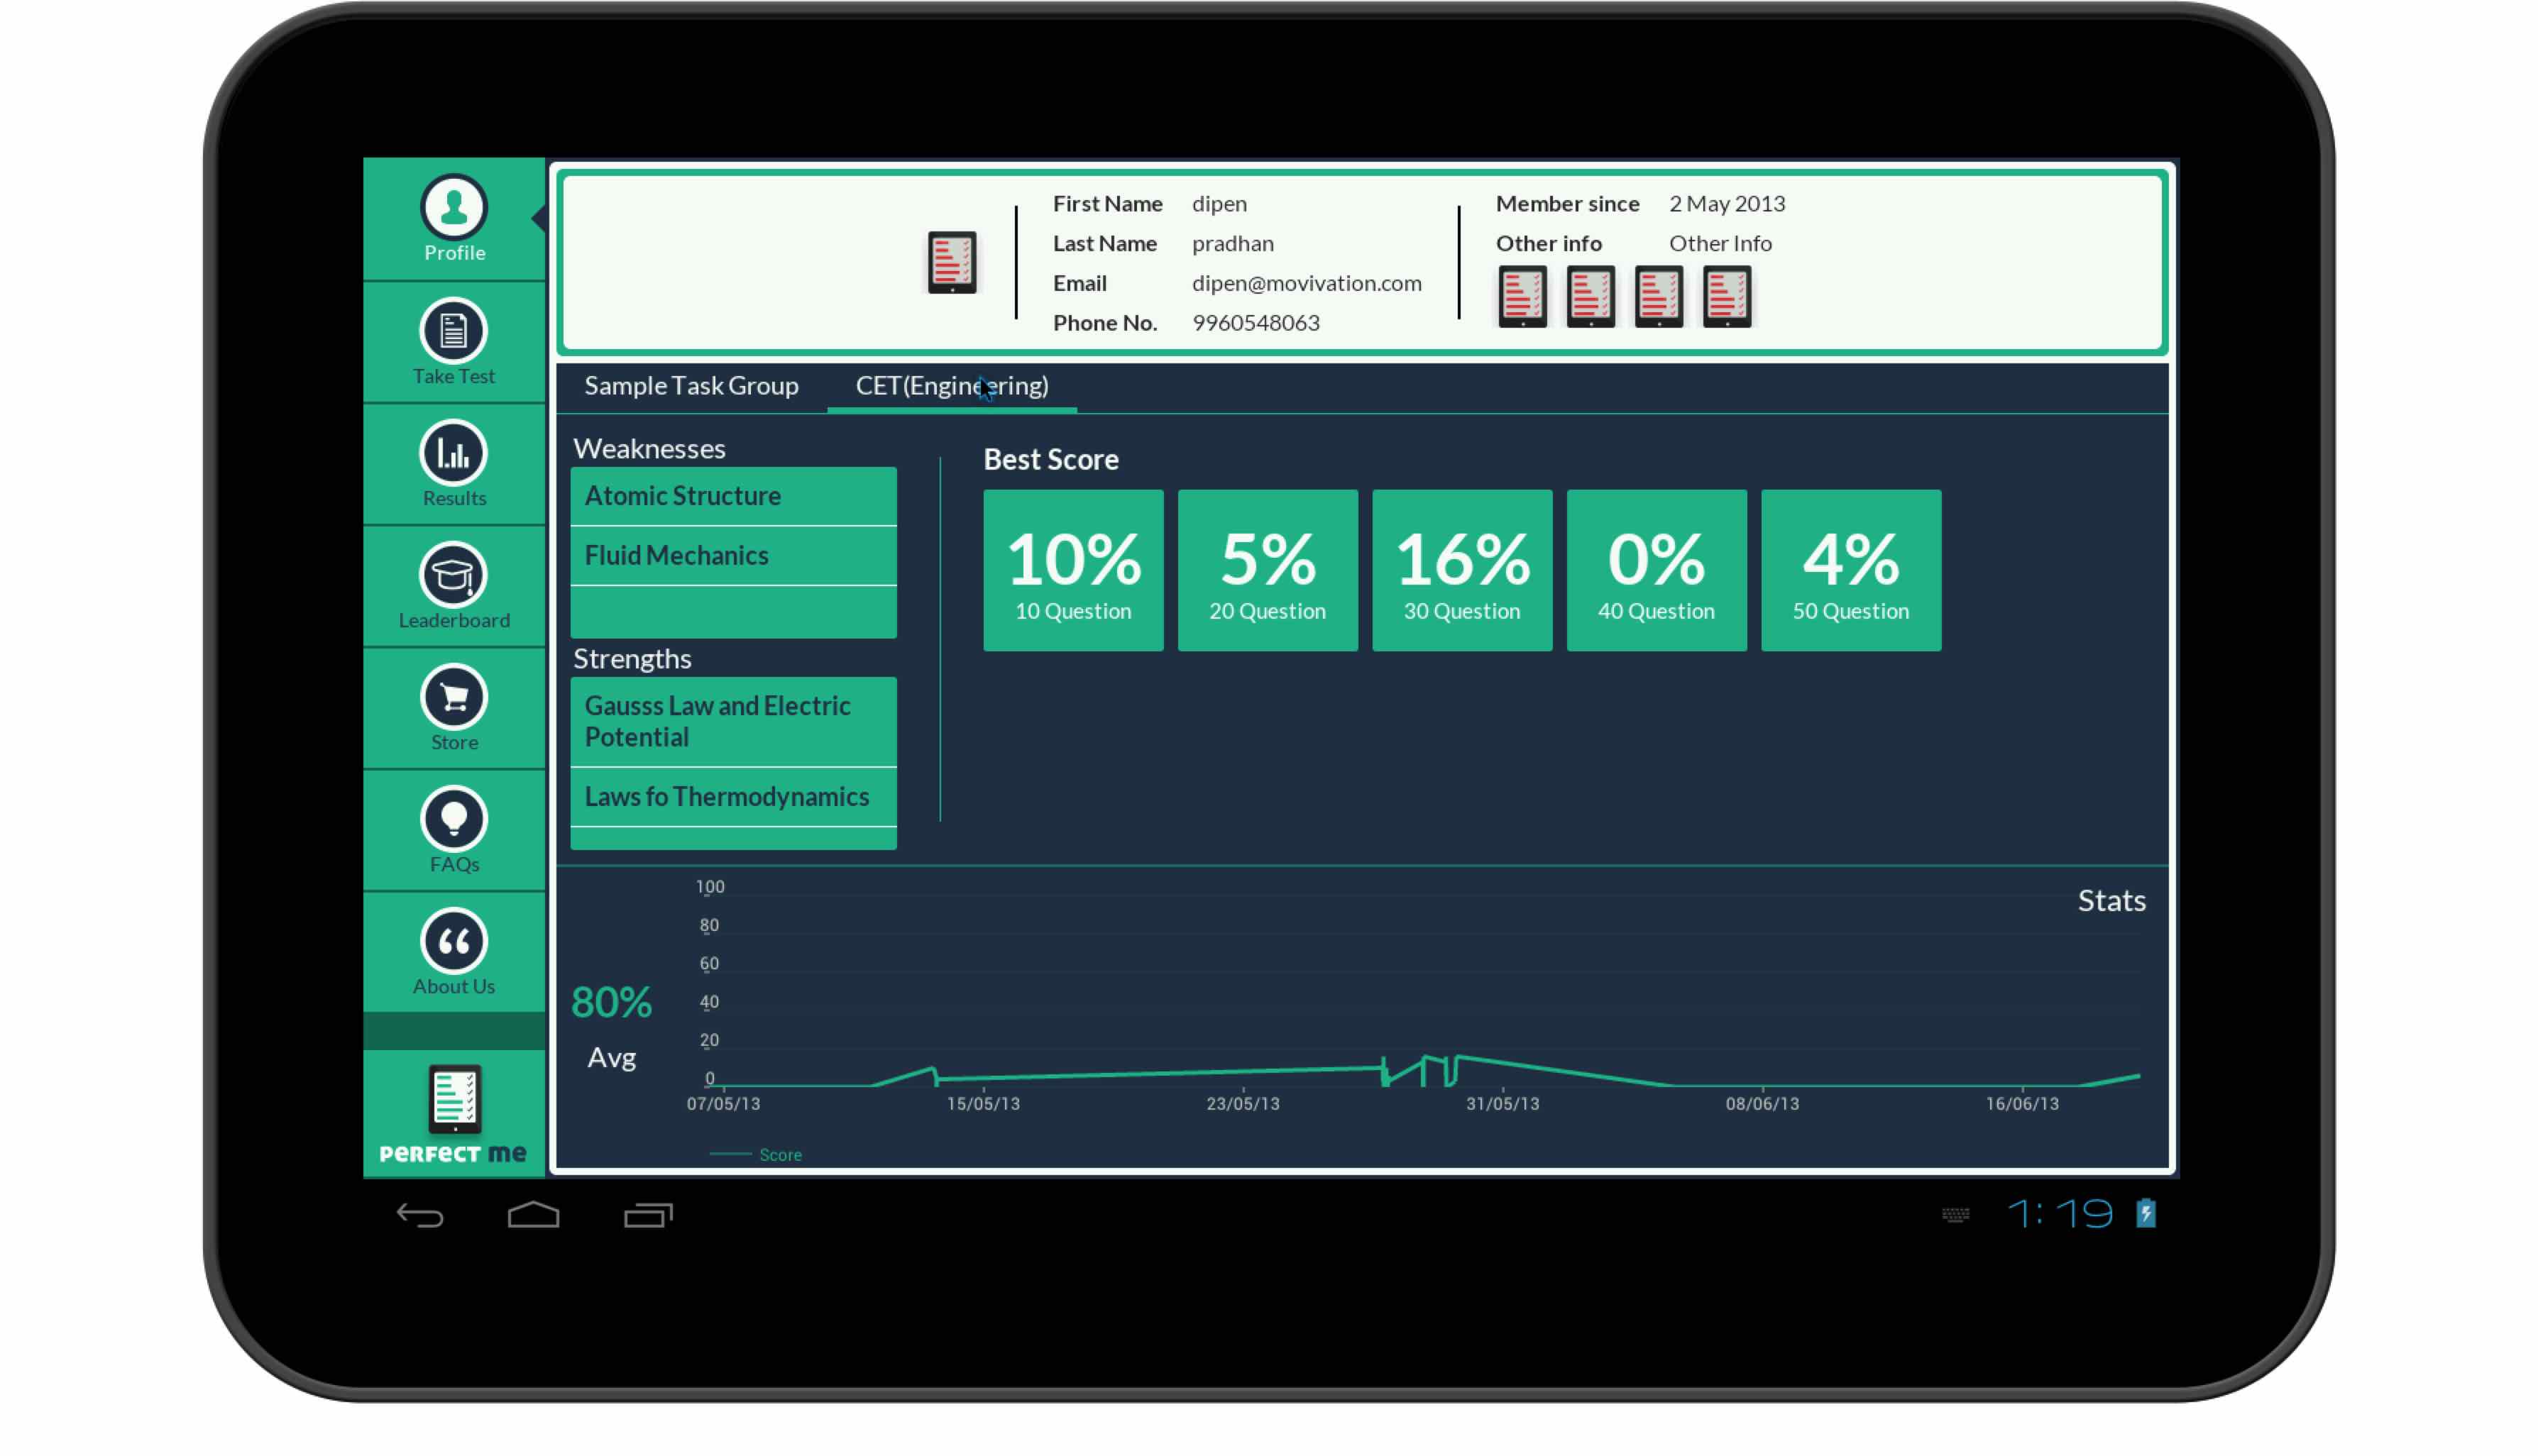 Profile
Take Test
Results
Leaderboard
Store
FAQs
About Us
PERFECT me
First Name dipen
Last Name pradhan
Email dipen@movivation.com
Phone No. 9960548063
Member since 2 May 2013
Other info Other Info
Sample Task Group CET(Engineering)
Weaknesses
Atomic Structure
Fluid Mechanics
Strengths
Gausss Law and Electric
Potential
Laws fo Thermodynamics
Best Score
10% 5% 16% 0% 4%
10 Question 20 Question 30 Question 40 Question 50 Question
80%
Avg
Stats
100
80
60
40
20
0
07/05/13 15/05/13 23/05/13 31/05/13 08/06/13 16/06/13
Score
1:19